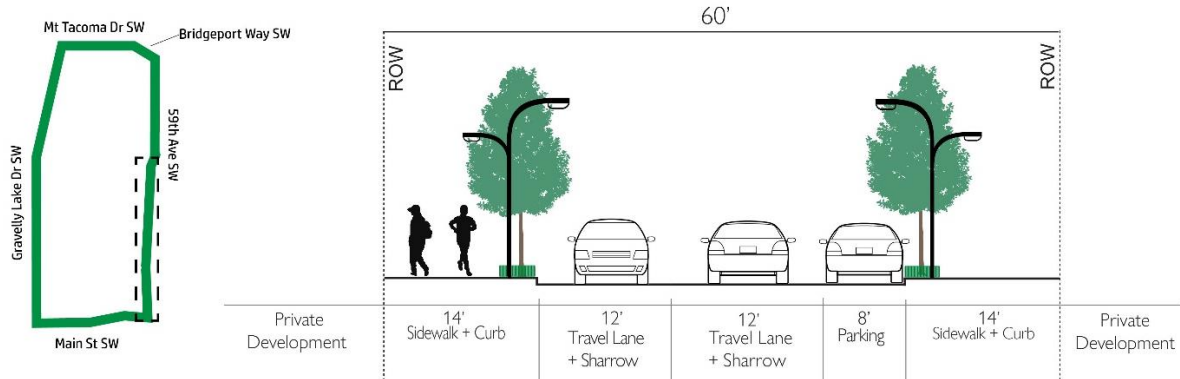 Mt Tacoma Dr SW
Bridgeport Way SW
59th Ave SW
Gravelly Lake Dr SW
Main St SW
60'
ROW
ROW
Private
Development
14'
Sidewalk + Curb
12'
Travel Lane
+ Sharrow
12'
Travel Lane
+ Sharrow
8'
Parking
14'
Sidewalk + Curb
Private
Development